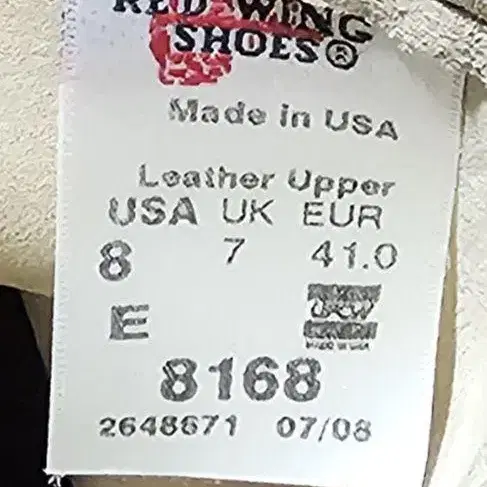 RED WING
SHOES®
Made in USA
Leather Upper
USA UK EUR
8 7 41.0
E
8168
2648671 07/08